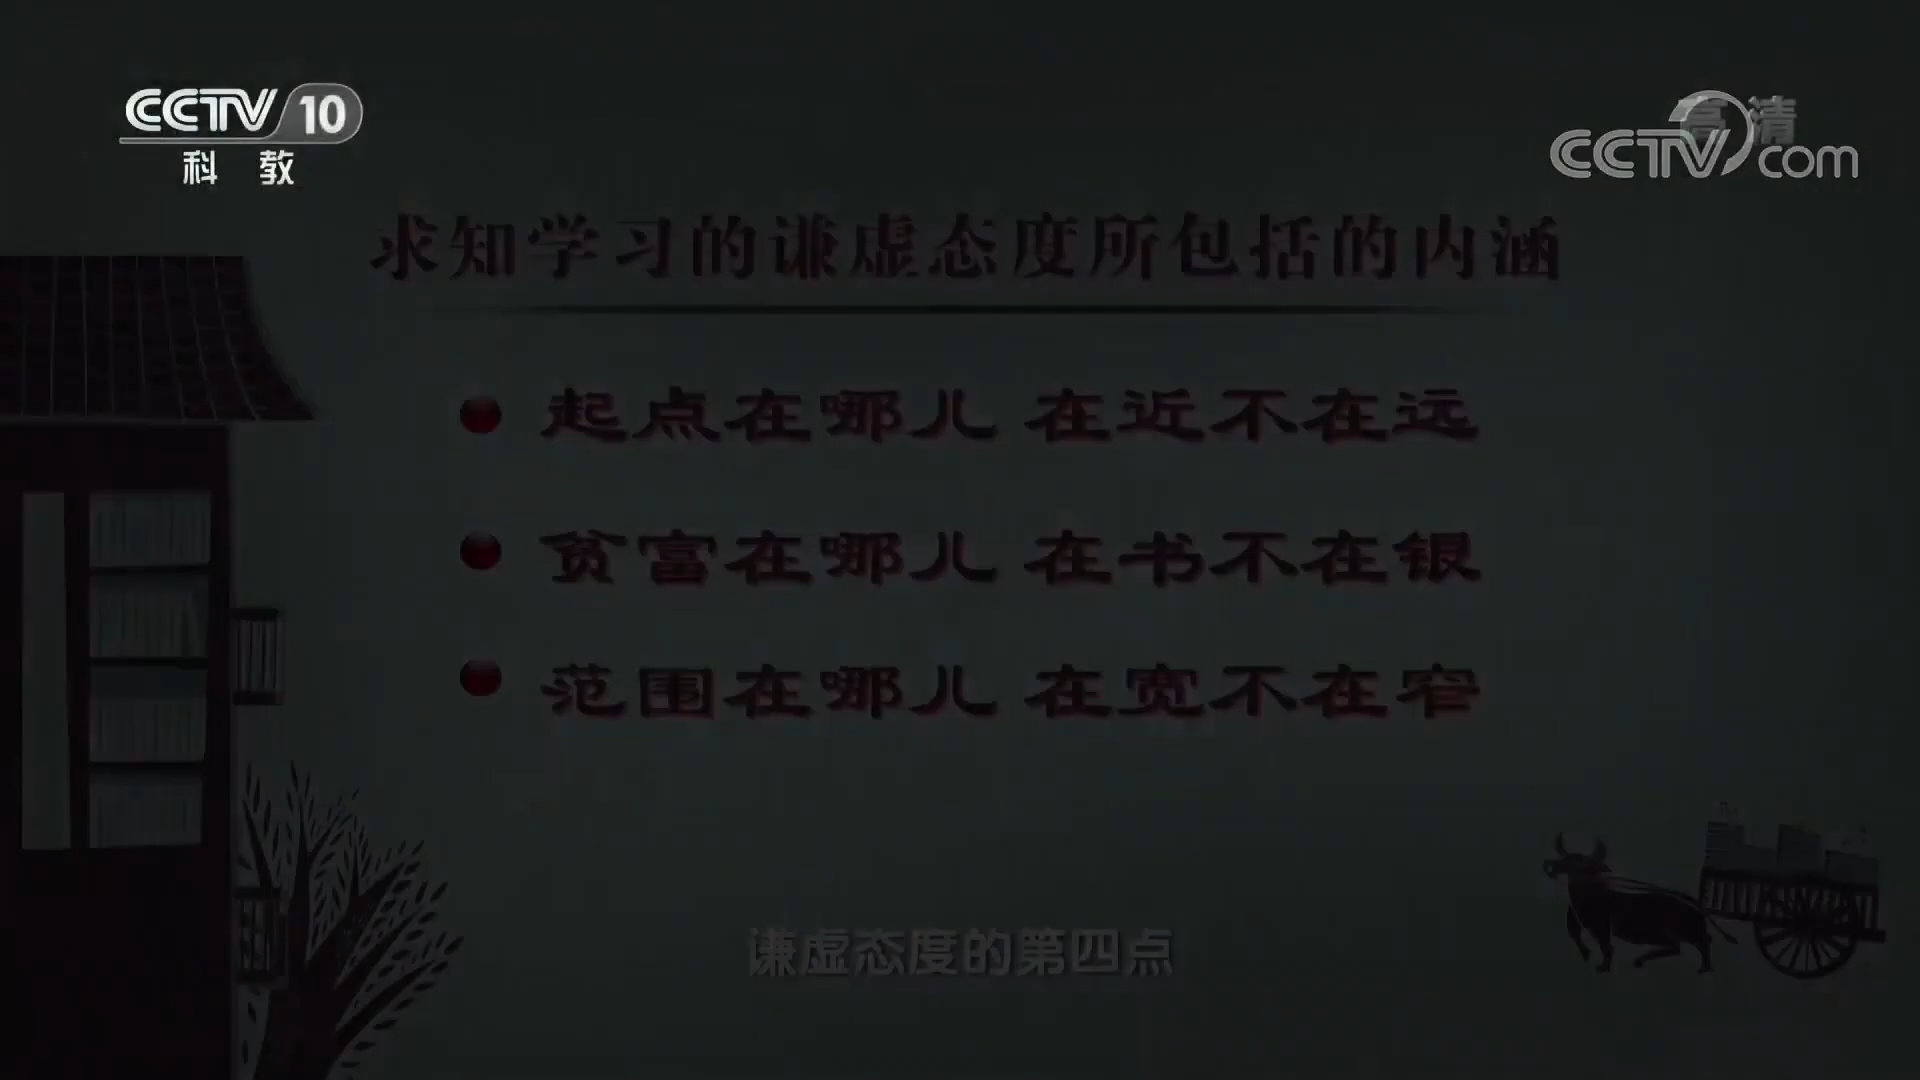 CCTV 10
科 教
高清
CCTV com
求知学习的谦虚态度所包括的内涵
起点在哪儿 在近不在远
贫富在哪儿 在书不在银
范围在哪儿 在宽不在窄
谦虚态度的第四点